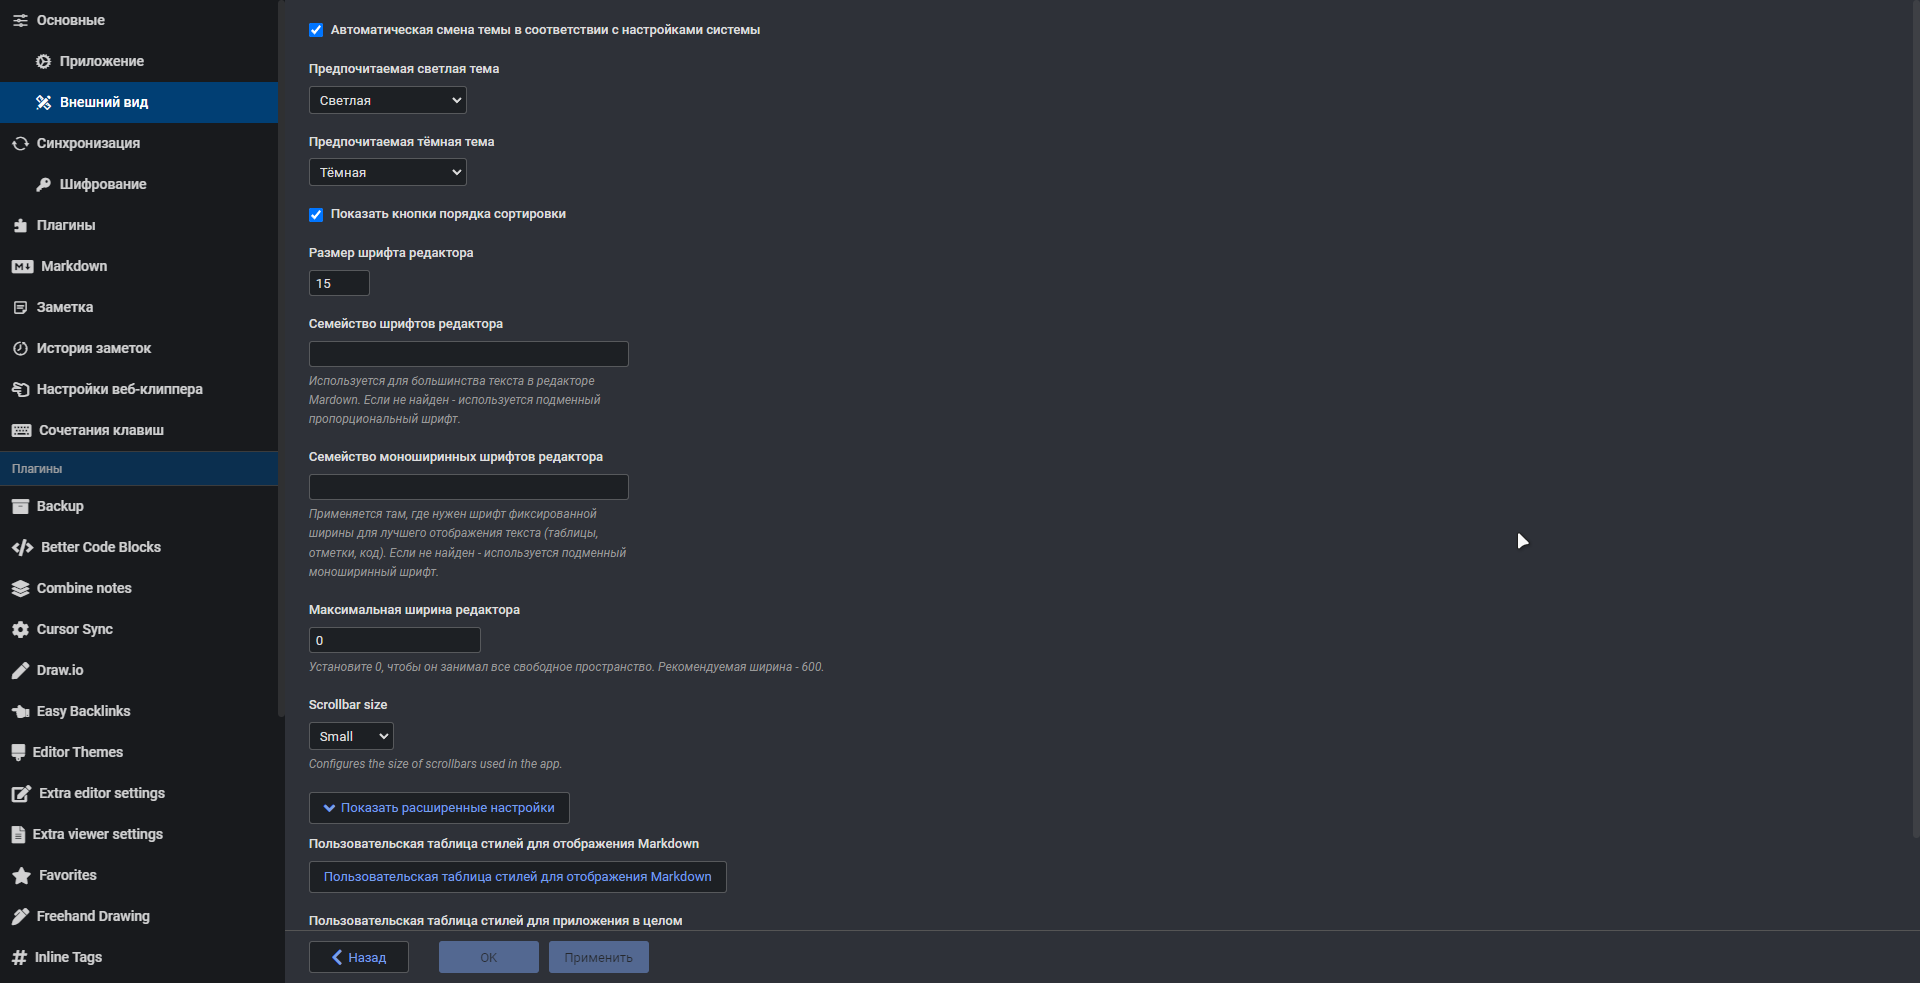 Основные
Приложение
Внешний вид
Синхронизация
Шифрование
Плагины
Markdown
Заметка
История заметок
Настройки веб-клиппера
Сочетания клавиш
Плагины
Backup
Better Code Blocks
Combine notes
Cursor Sync
Draw.io
Easy Backlinks
Editor Themes
Extra editor settings
Extra viewer settings
Favorites
Freehand Drawing
Inline Tags
Автоматическая смена темы в соответствии с настройками системы
Предпочитаемая светлая тема
Светлая
Предпочитаемая тёмная тема
Тёмная
Показать кнопки порядка сортировки
Размер шрифта редактора
15
Семейство шрифтов редактора
Используется для большинства текста в редакторе
Mardown. Если не найден - используется подменный
пропорциональный шрифт.
Семейство моноширинных шрифтов редактора
Применяется там, где нужен шрифт фиксированной
ширины для лучшего отображения текста (таблицы,
отметки, код). Если не найден - используется подменный
моноширинный шрифт.
Максимальная ширина редактора
0
Установите 0, чтобы он занимал все свободное пространство. Рекомендуемая ширина - 600.
Scrollbar size
Small
Configures the size of scrollbars used in the app.
Показать расширенные настройки
Пользовательская таблица стилей для отображения Markdown
Пользовательская таблица стилей для отображения Markdown
Пользовательская таблица стилей для приложения в целом
Назад
OK
Применить